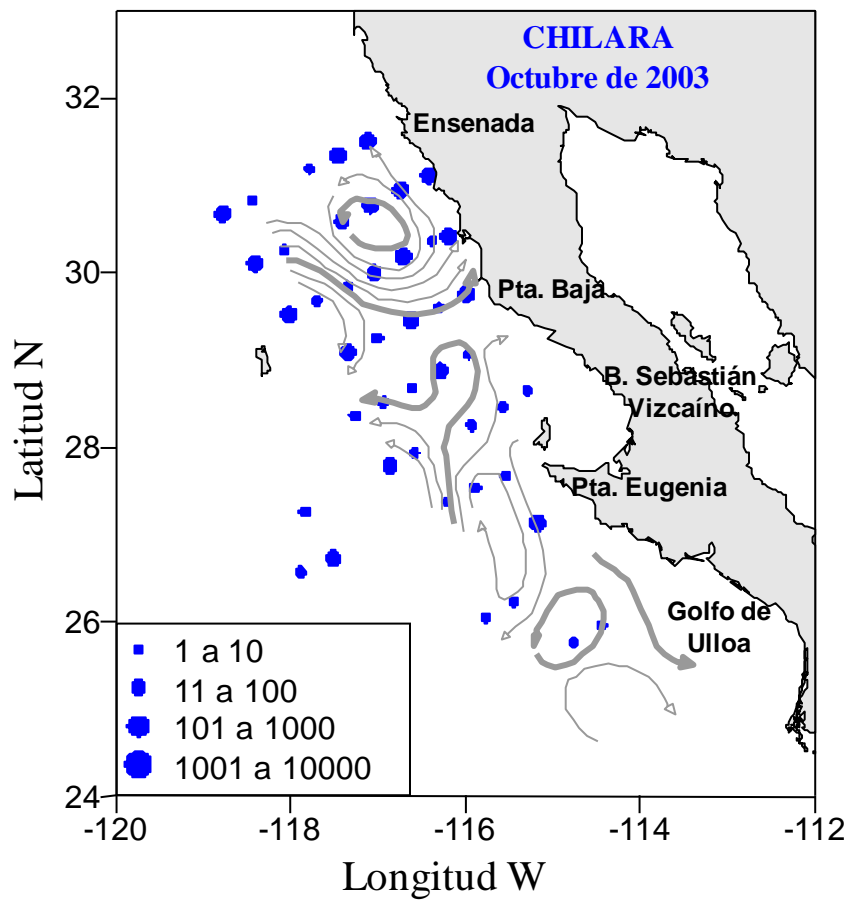 CHILARA
Octubre de 2003
32
Ensenada
30
Pta. Baja
B. Sebastián
Vizcaíno
28
Pta. Eugenia
26
Golfo de
Ulloa
1 a 10
11 a 100
101 a 1000
1001 a 10000
24
-120
-118
-116
-114
-112
Latitud N
Longitud W